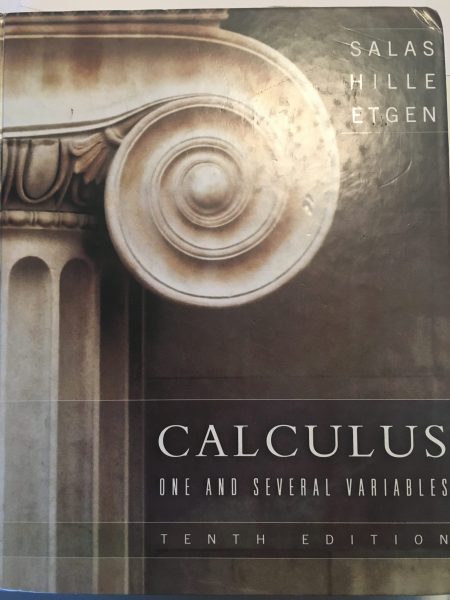 SALAS
HILLE
ETGEN
CALCULUS
ONE AND SEVERAL VARIABLES
TENTH EDITION